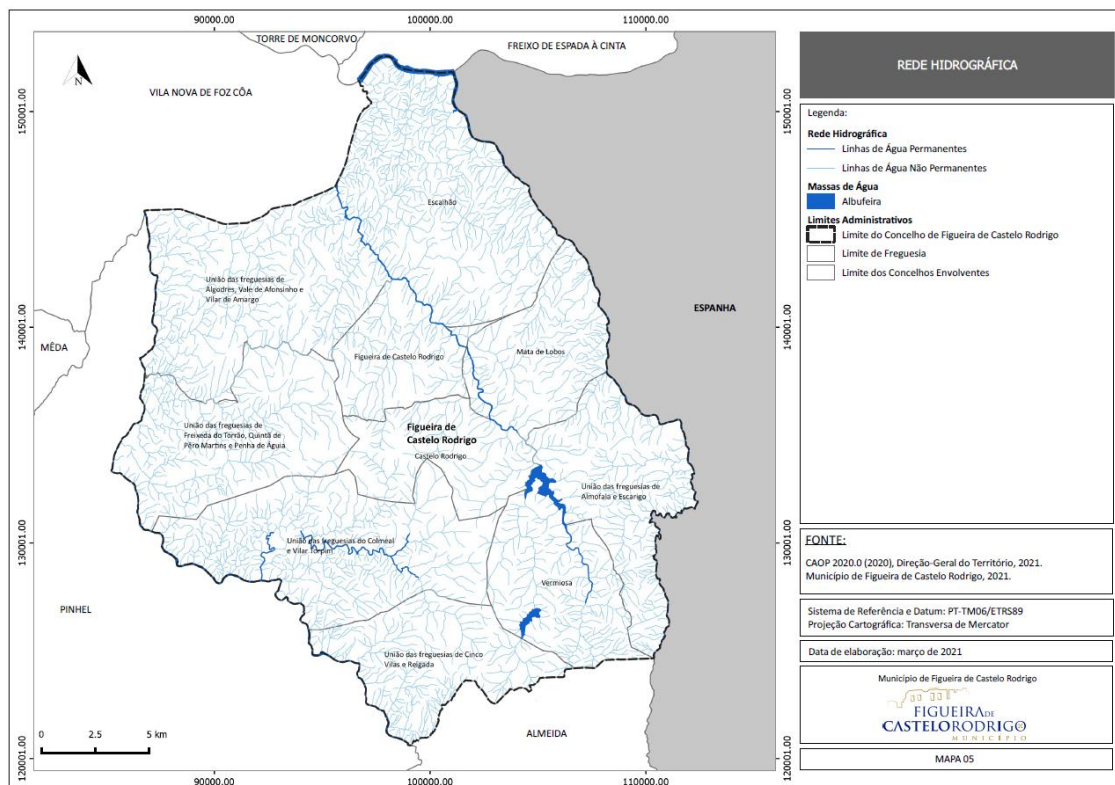 90000.00
100000.00
110000.00
TORRE DE MONCORVO
FREIXO DE ESPADA À CINTA
N
VILA NOVA DE FOZ CÔA
150001.00
150001.00
Escalhão
União das freguesias de
Algodres, Vale de Afonsinho e
Vilar de Amargo
ESPANHA
140001.00
140001.00
MÊDA
Figueira de Castelo Rodrigo
Mata de Lobos
União das freguesias de
Freixeda do Torrão, Quintã de
Pêro Martins e Penha de Águia
Figueira de
Castelo Rodrigo
Castelo Rodrigo
União das freguesias de
Almofala e Escarigo
130001.00
130001.00
União das freguesias do Colmeal
e Vilar Torpim
Vermiosa
PINHEL
União das freguesias de Cinco
Vilas e Reigada
ALMEIDA
0 2.5 5 km
120001.00
120001.00
90000.00
100000.00
110000.00
REDE HIDROGRÁFICA
Legenda:
Rede Hidrográfica
Linhas de Água Permanentes
Linhas de Água Não Permanentes
Massas de Água
Albufeira
Limites Administrativos
Limite do Concelho de Figueira de Castelo Rodrigo
Limite de Freguesia
Limite dos Concelhos Envolventes
FONTE:
CAOP 2020.0 (2020), Direção-Geral do Território, 2021.
Município de Figueira de Castelo Rodrigo, 2021.
Sistema de Referência e Datum: PT-TM06/ETRS89
Projeção Cartográfica: Transversa de Mercator
Data de elaboração: março de 2021
Município de Figueira de Castelo Rodrigo
FIGUEIRA DE
CASTELO RODRIGO
MUNICÍPIO
MAPA 05